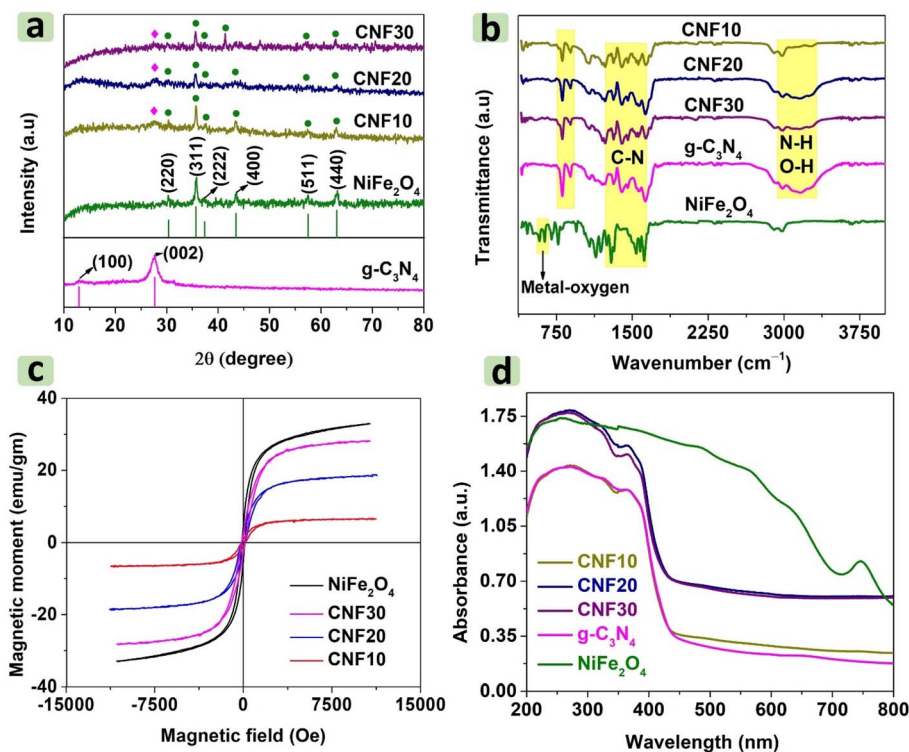 a
CNF30
CNF20
CNF10
(220)
(311)
(222)
(400)
(511)
(440)
NiFe₂O₄
(100)
(002)
g-C₃N₄
10 20 30 40 50 60 70 80
2θ (degree)
Intensity (a.u)
b
CNF10
CNF20
CNF30
C-N
N-H
O-H
g-C₃N₄
NiFe₂O₄
Metal-oxygen
750 1500 2250 3000 3750
Wavenumber (cm⁻¹)
Transmittance (a.u)
c
40
20
0
-20
-40
NiFe₂O₄
CNF30
CNF20
CNF10
-15000 -7500 0 7500 15000
Magnetic field (Oe)
Magnetic moment (emu/gm)
d
1.75
1.40
1.05
0.70
0.35
0.00
CNF10
CNF20
CNF30
g-C₃N₄
NiFe₂O₄
200 300 400 500 600 700 800
Wavelength (nm)
Absorbance (a.u.)